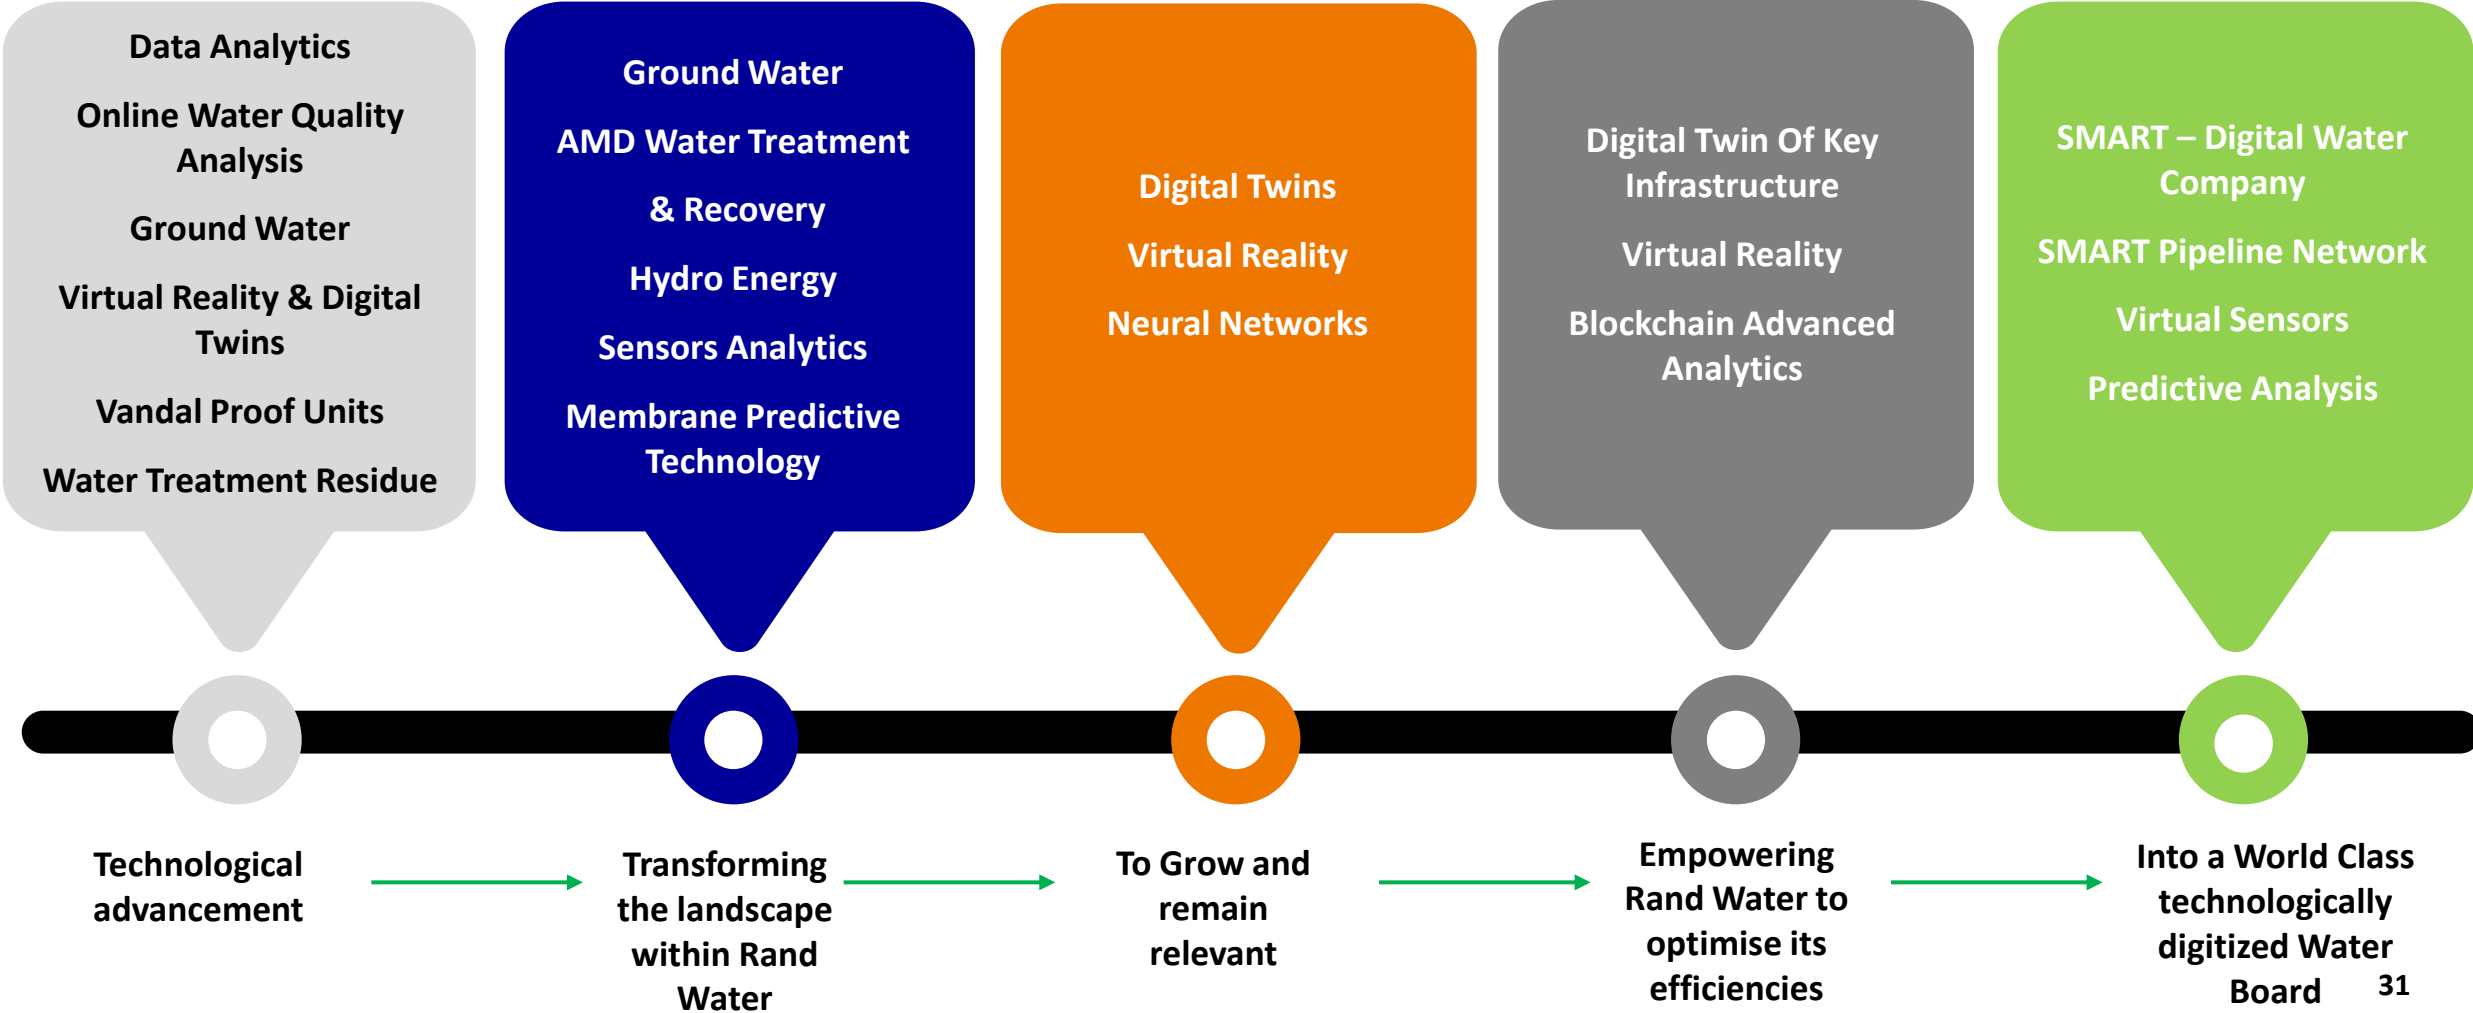 Data Analytics
Online Water Quality
Analysis
Ground Water
Virtual Reality & Digital
Twins
Vandal Proof Units
Water Treatment Residue
Ground Water
AMD Water Treatment
& Recovery
Hydro Energy
Sensors Analytics
Membrane Predictive
Technology
Digital Twins
Virtual Reality
Neural Networks
Digital Twin Of Key
Infrastructure
Virtual Reality
Blockchain Advanced
Analytics
SMART – Digital Water
Company
SMART Pipeline Network
Virtual Sensors
Predictive Analysis
Technological
advancement
Transforming
the landscape
within Rand
Water
To Grow and
remain
relevant
Empowering
Rand Water to
optimise its
efficiencies
Into a World Class
technologically
digitized Water
Board
31